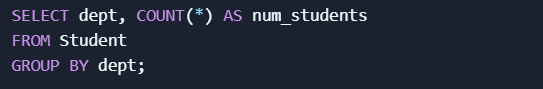 SELECT dept, COUNT(*) AS num_students
FROM Student
GROUP BY dept;